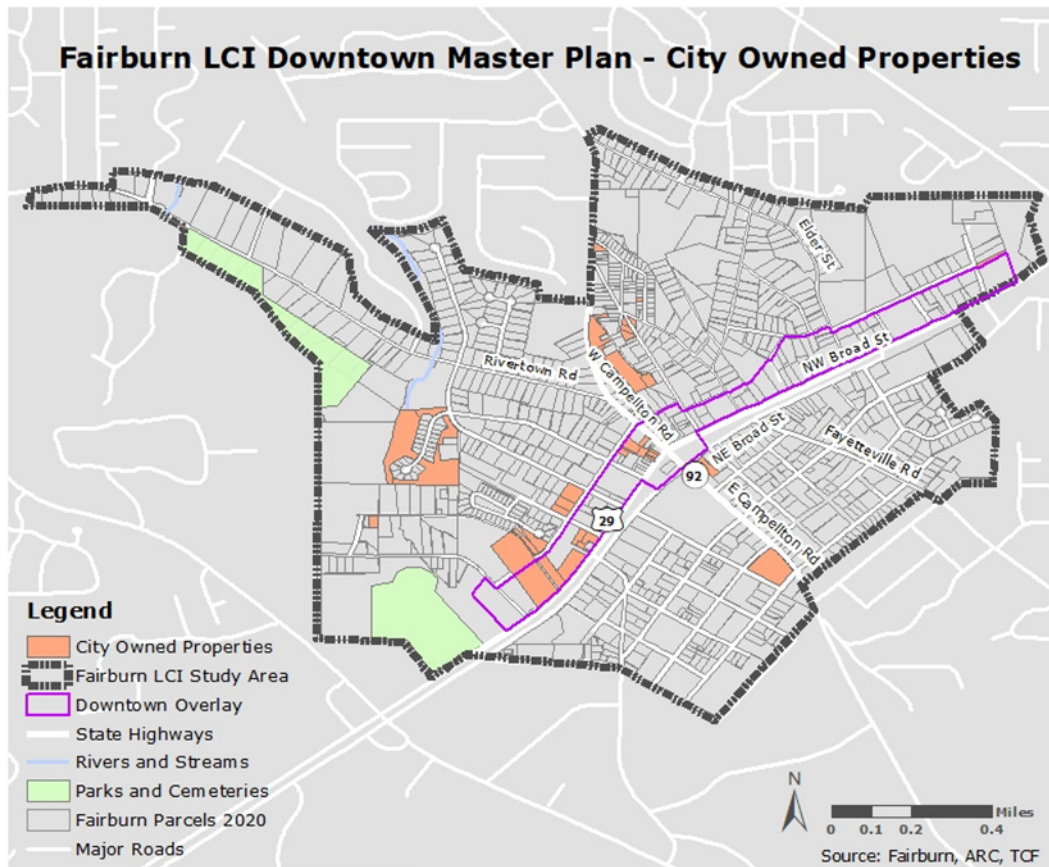 Fairburn LCI Downtown Master Plan - City Owned Properties
Elder St
NW Broad St
Rivertown Rd
W Campellton Rd
NE Broad St
Fayetteville Rd
92
E Campellton Rd
29
Legend
City Owned Properties
Fairburn LCI Study Area
Downtown Overlay
State Highways
Rivers and Streams
Parks and Cemeteries
Fairburn Parcels 2020
Major Roads
N
Miles
0 0.1 0.2 0.4
Source: Fairburn, ARC, TCF